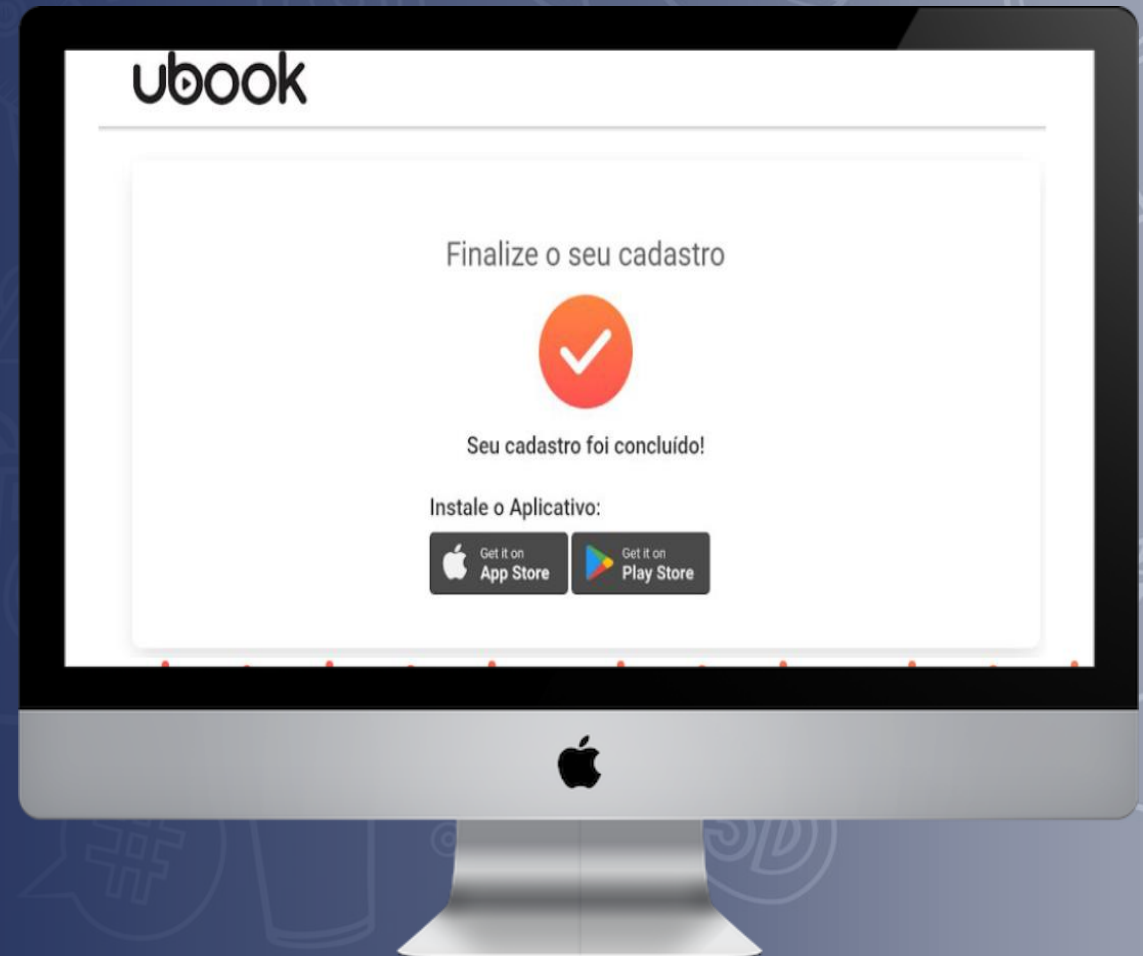 ubook
Finalize o seu cadastro
Seu cadastro foi concluído!
Instale o Aplicativo:
Get it on
App Store
Get it on
Play Store
#
3D